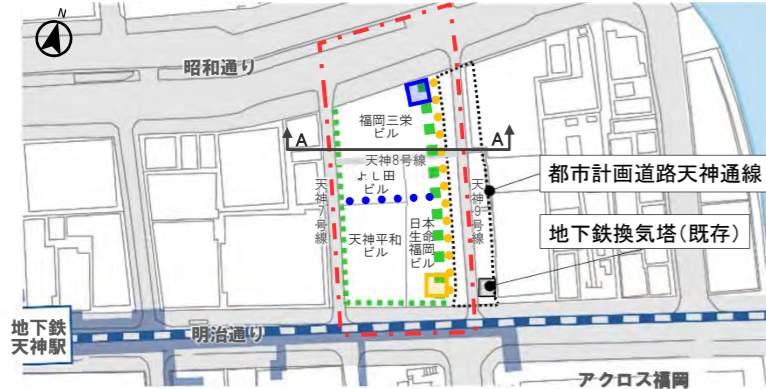 N
昭和通り
福岡三栄
ビル
A
A
天神8号線
よし田
ビル
天神7号線
天神9号線
都市計画道路天神通線
地下鉄換気塔(既存)
天神平和
ビル
日本
生命
福岡
ビル
地下鉄
天神駅
明治通り
アクロス福岡